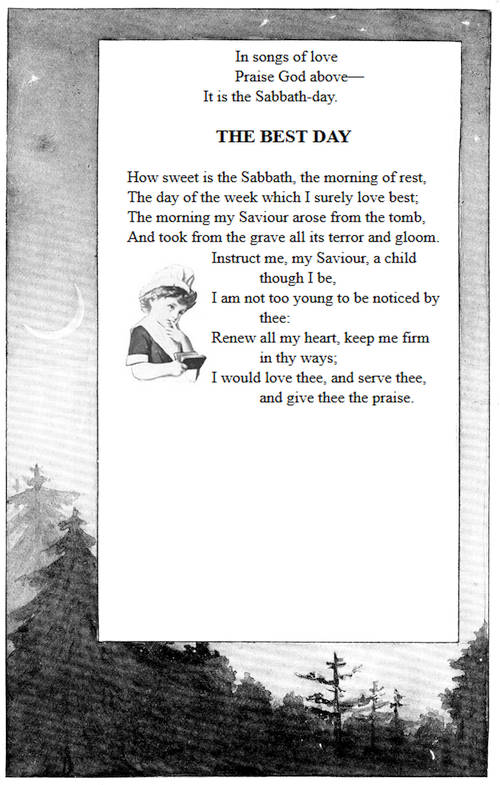 In songs of love
Praise God above—
It is the Sabbath-day.
THE BEST DAY
How sweet is the Sabbath, the morning of rest,
The day of the week which I surely love best;
The morning my Saviour arose from the tomb,
And took from the grave all its terror and gloom.
Instruct me, my Saviour, a child
though I be,
I am not too young to be noticed by
thee:
Renew all my heart, keep me firm
in thy ways;
I would love thee, and serve thee,
and give thee the praise.